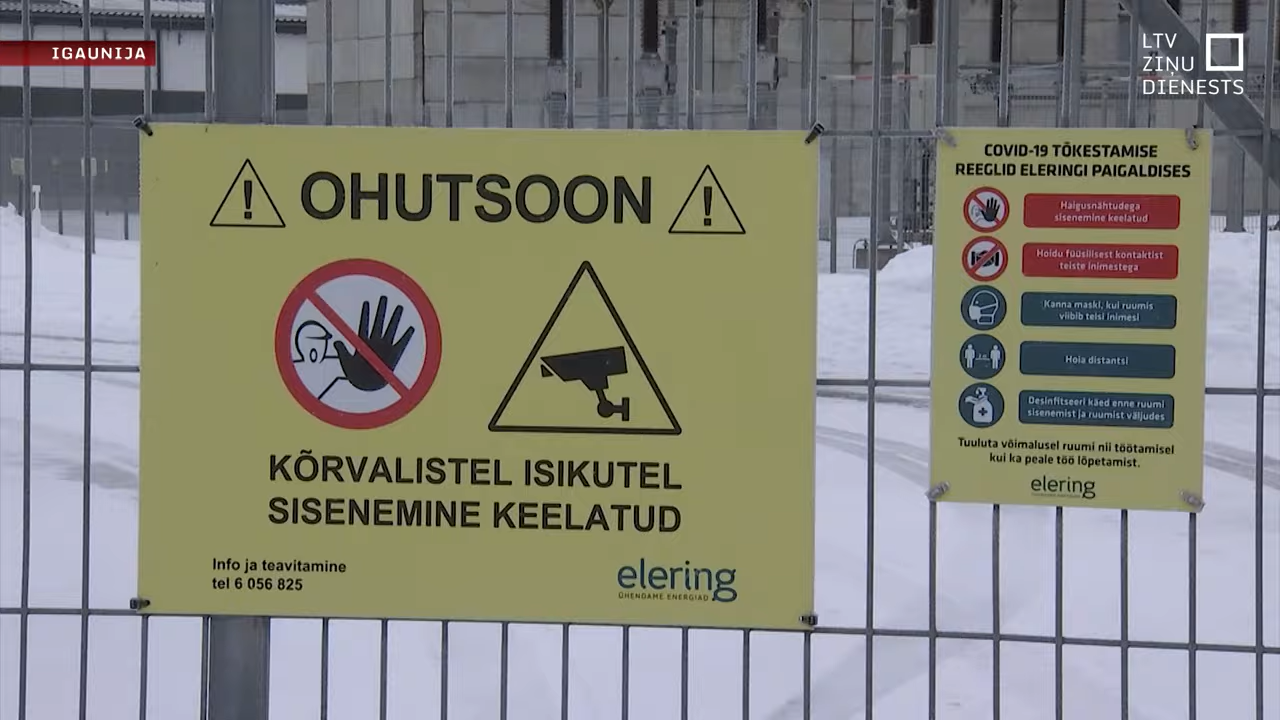 IGAUNIJA
LTV
ZIŅU
DIENESTS
OHUTSOON
KÕRVALISTEL ISIKUTEL
SISENEMINE KEELATUD
Info ja teavitamine
tel 6 056 825
elering
ÜHENDAME ENERGIAD
COVID-19 TÕKESTAMISE
REEGLID ELERINGI PAIGALDISES
Haigusnähtudega
sisenemine keelatud
Hoidu füüsilisest kontaktist
teiste inimestega
Kanna maski, kui ruumis
viibib teisi inimesi
Hoia distantsi
Desinfitseeri käed enne ruumi
sisenemist ja ruumist väljudes
Tuuluta võimalusel ruumi nii töötamisel
kui ka peale töö lõpetamist.
elering